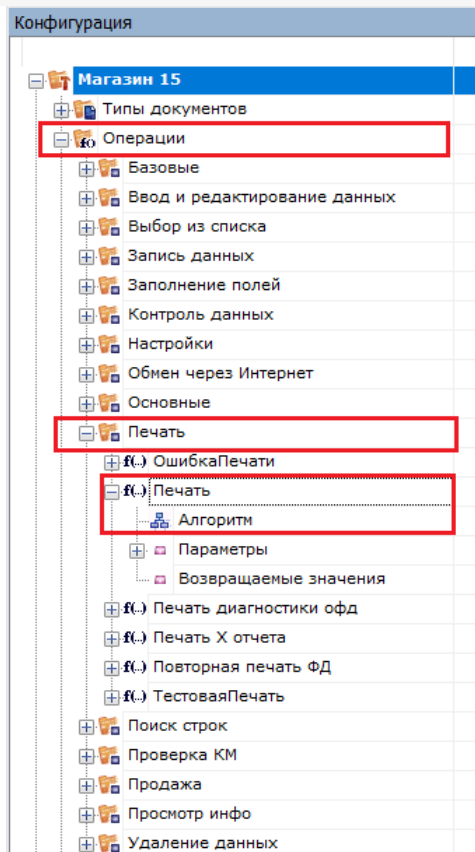 Конфигурация
Магазин 15
Типы документов
Операции
Базовые
Ввод и редактирование данных
Выбор из списка
Запись данных
Заполнение полей
Контроль данных
Настройки
Обмен через Интернет
Основные
Печать
f(..) ОшибкаПечати
f(..) Печать
Алгоритм
Параметры
Возвращаемые значения
f(..) Печать диагностики офд
f(..) Печать X отчета
f(..) Повторная печать ФД
f(..) ТестоваяПечать
Поиск строк
Проверка КМ
Продажа
Просмотр инфо
Удаление данных